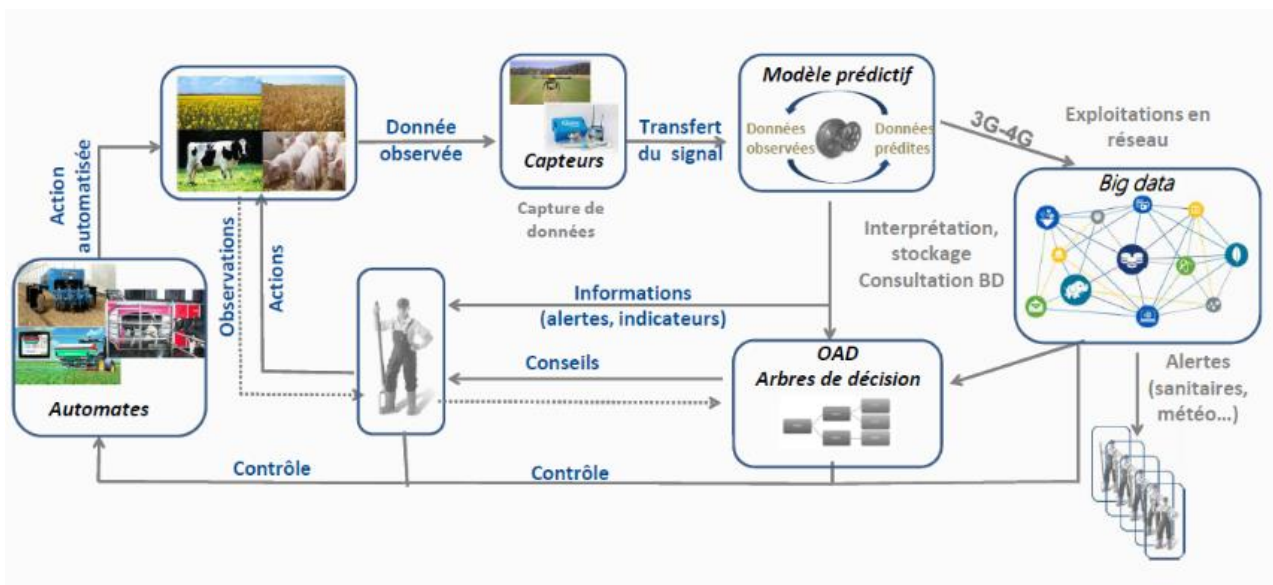 Modèle prédictif
Données
observées
Données
prédites
Donnée
observée
Capteurs
Transfert
du signal
3G-4G
Exploitations en
réseau
Big data
Action
automatisée
Capture de
données
Interprétation,
stockage
Consultation BD
Observations
Actions
Informations
(alertes, indicateurs)
OAD
Arbres de décision
Conseils
Alertes
(sanitaires,
météo...)
Automates
Contrôle
Contrôle